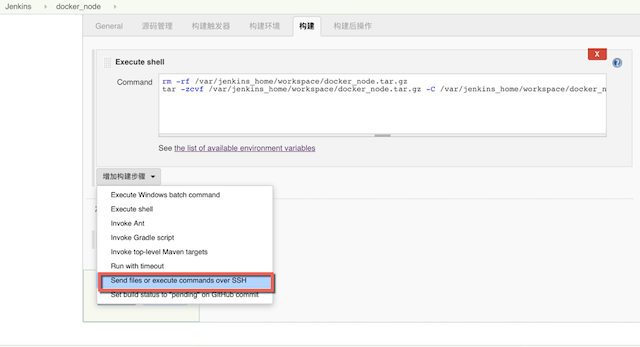 Jenkins › docker_node ›
General 源码管理 构建触发器 构建环境 构建 构建后操作
X
Execute shell
Command
rm -rf /var/jenkins_home/workspace/docker_node.tar.gz
tar -zcvf /var/jenkins_home/workspace/docker_node.tar.gz -C /var/jenkins_home/workspace/docker_n
See the list of available environment variables
增加构建步骤
Execute Windows batch command
Execute shell
Invoke Ant
Invoke Gradle script
Invoke top-level Maven targets
Run with timeout
Send files or execute commands over SSH
Set build status to "pending" on GitHub commit